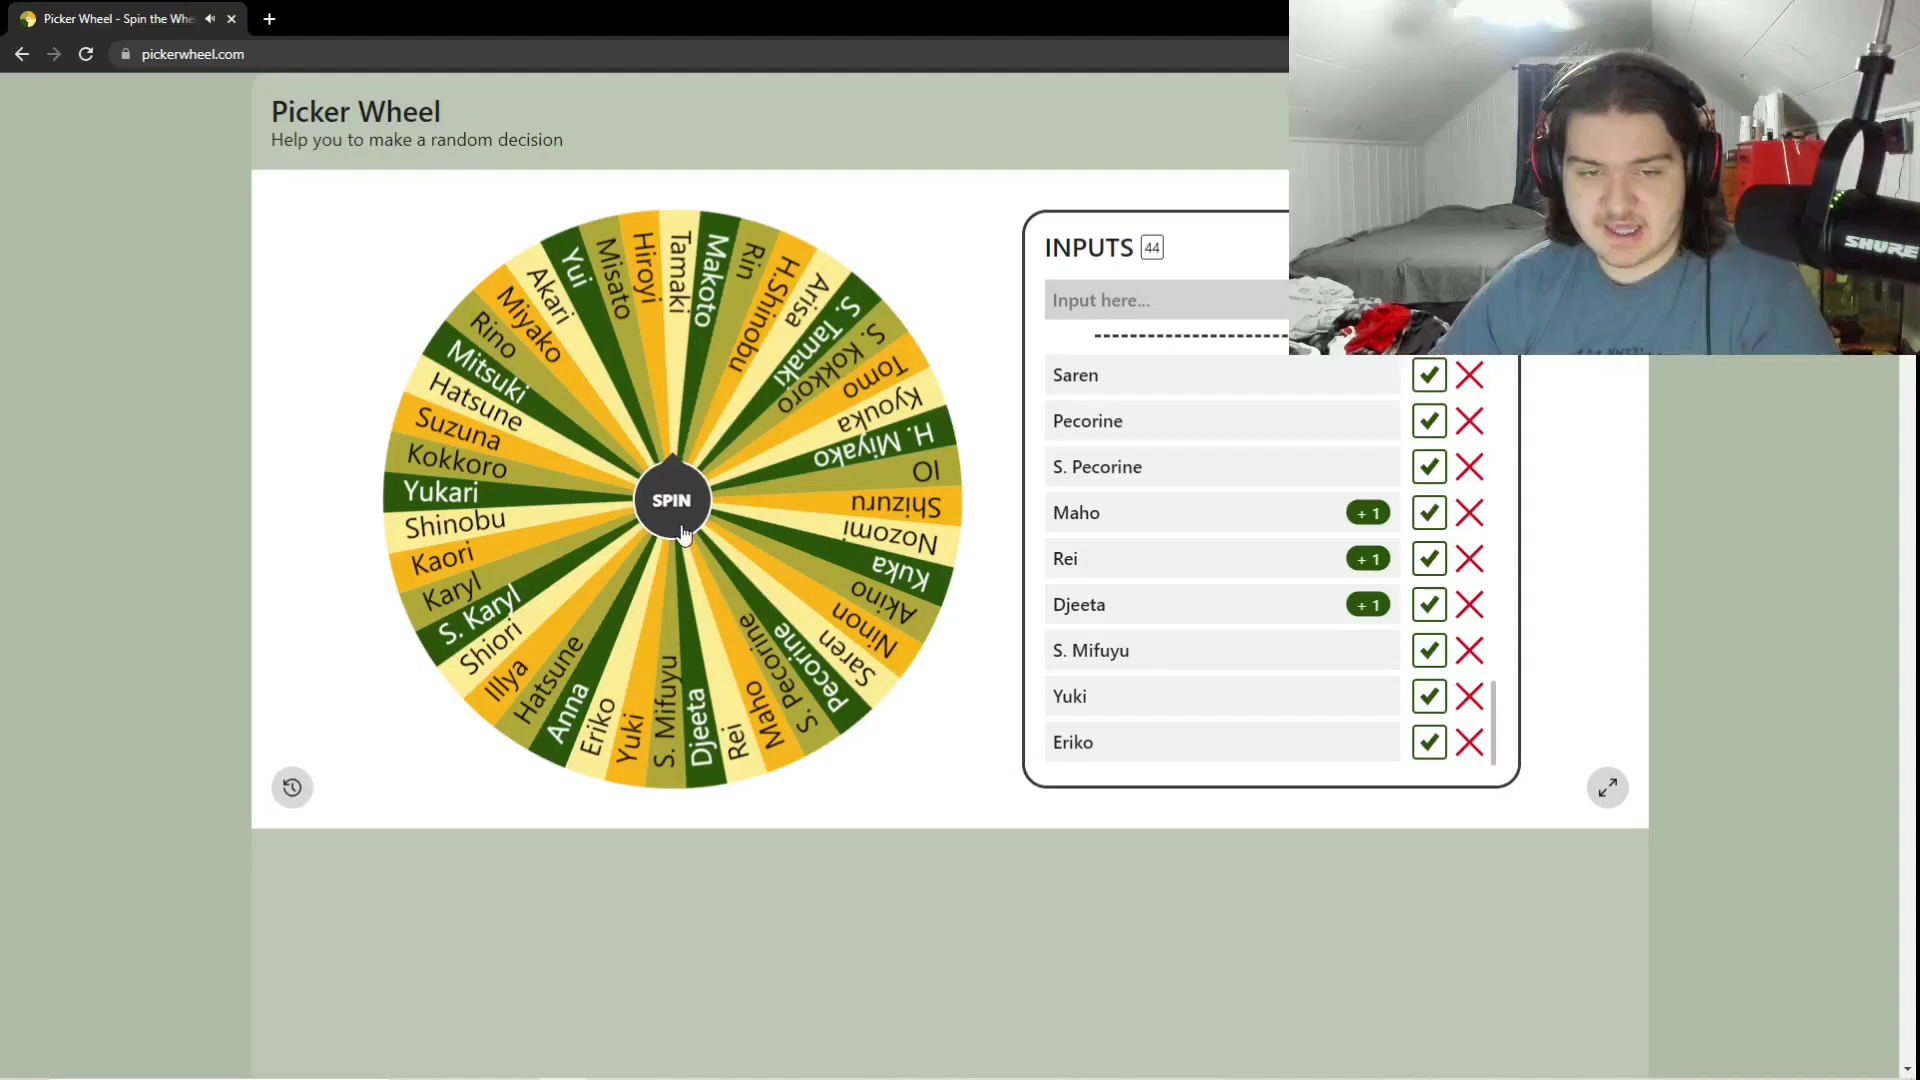 Picker Wheel - Spin the Whe
pickerwheel.com
Picker Wheel
Help you to make a random decision
Tamaki
Makoto
Rin
H.Shinobu
Arisa
S. Tamaki
S. Kokkoro
Tomo
Kyouka
H. Miyako
IO
Shizuru
Nozomi
Kuka
Akino
Ninon
Saren
Pecorine
S. Pecorine
Maho
Rei
Djeeta
S. Mifuyu
Yuki
Eriko
Anna
Hatsune
Illya
Shiori
S. Karyl
Karyl
Kaori
Shinobu
Yukari
Kokkoro
Suzuna
Hatsune
Mitsuki
Rino
Miyako
Akari
Yui
Misato
Hiroyi
SPIN
INPUTS 44
Input here...
Saren
Pecorine
S. Pecorine
Maho + 1
Rei + 1
Djeeta + 1
S. Mifuyu
Yuki
Eriko
SHURE